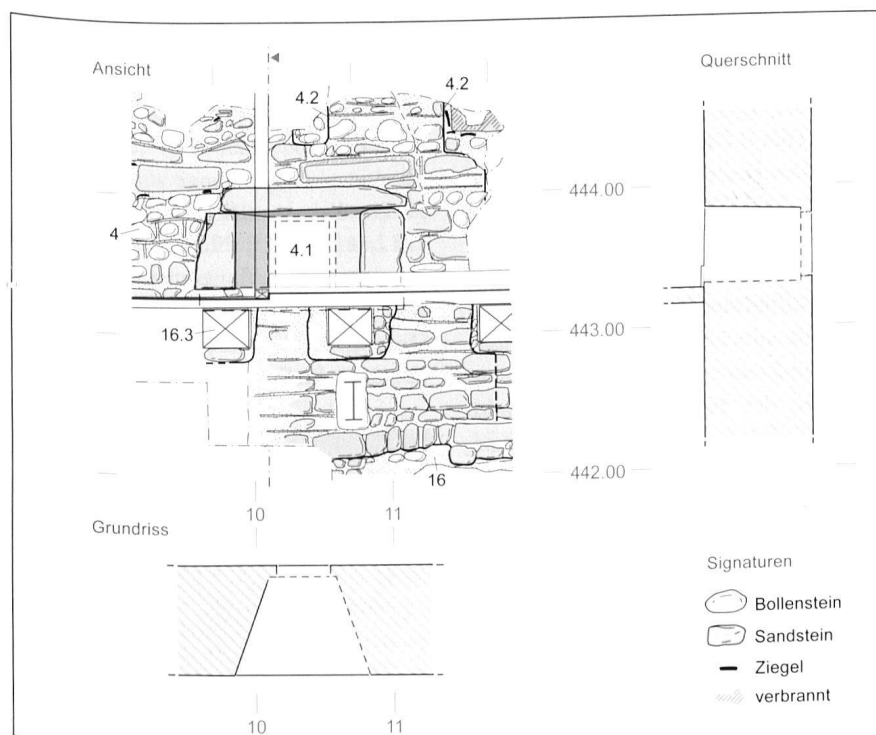 Ansicht
Querschnitt
4.2
4.2
444.00
4
4.1
16.3
443.00
442.00
16
10
11
Grundriss
Signaturen
Bollenstein
Sandstein
Ziegel
verbrannt
10
11